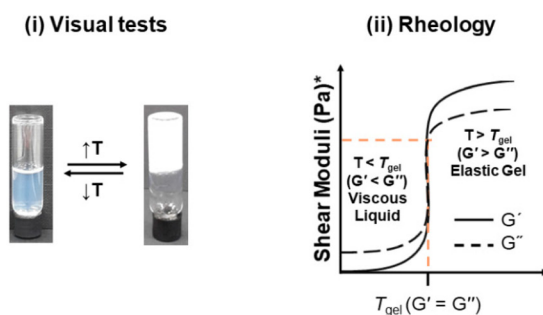 (i) Visual tests
↑T
↓T
(ii) Rheology
Shear Moduli (Pa)*
T < Tgel
(G′ < G″)
Viscous
Liquid
T > Tgel
(G′ > G″)
Elastic Gel
G′
G″
Tgel (G′ = G″)